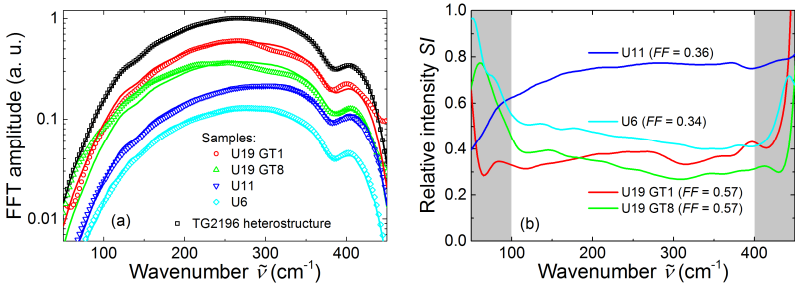 FFT amplitude (a. u.)
1
0.1
0.01
Samples:
U19 GT1
U19 GT8
U11
U6
(a)
TG2196 heterostructure
100
200
300
400
Wavenumber ν̃ (cm⁻¹)
Relative intensity SI
1.0
0.8
0.6
0.4
0.2
0.0
U11 (FF = 0.36)
U6 (FF = 0.34)
U19 GT1 (FF = 0.57)
U19 GT8 (FF = 0.57)
(b)
100
200
300
400
Wavenumber ν̃ (cm⁻¹)